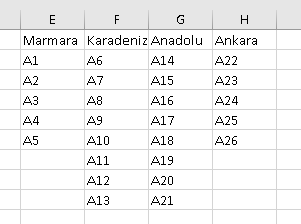 E F G H
Marmara Karadeniz Anadolu Ankara
A1 A6 A14 A22
A2 A7 A15 A23
A3 A8 A16 A24
A4 A9 A17 A25
A5 A10 A18 A26
A11 A19
A12 A20
A13 A21